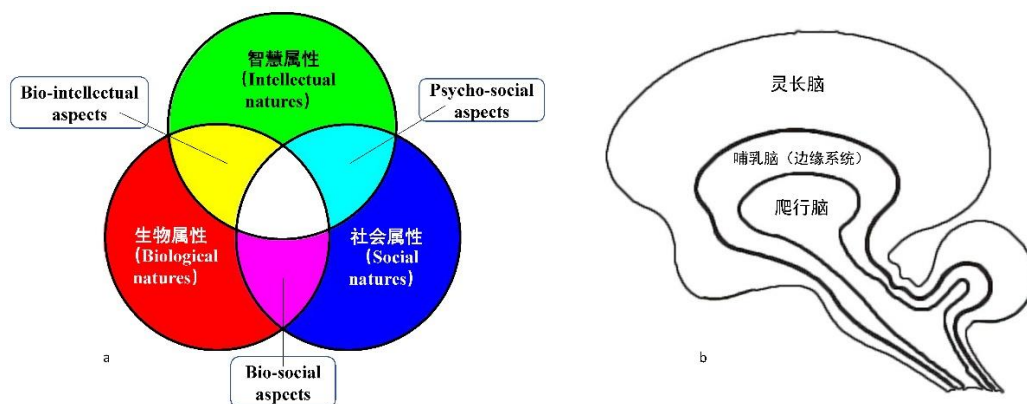 智慧属性
（Intellectual
natures）
Bio-intellectual
aspects
Psycho-social
aspects
生物属性
（Biological
natures）
社会属性
（Social
natures）
a
Bio-social
aspects
灵长脑
哺乳脑（边缘系统）
爬行脑
b